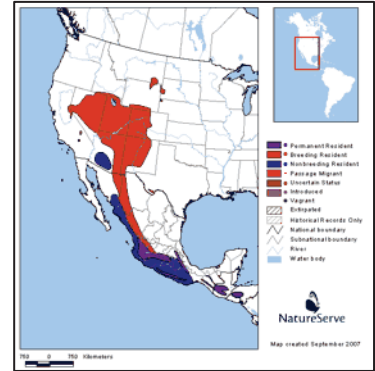 Permanent Resident
Breeding Resident
Nonbreeding Resident
Passage Migrant
Uncertain Status
Introduced
Vagrant
Extirpated
Historical Records Only
National boundary
Subnational boundary
River
Water body
NatureServe
Map created September 2007
750 0 750 Kilometers